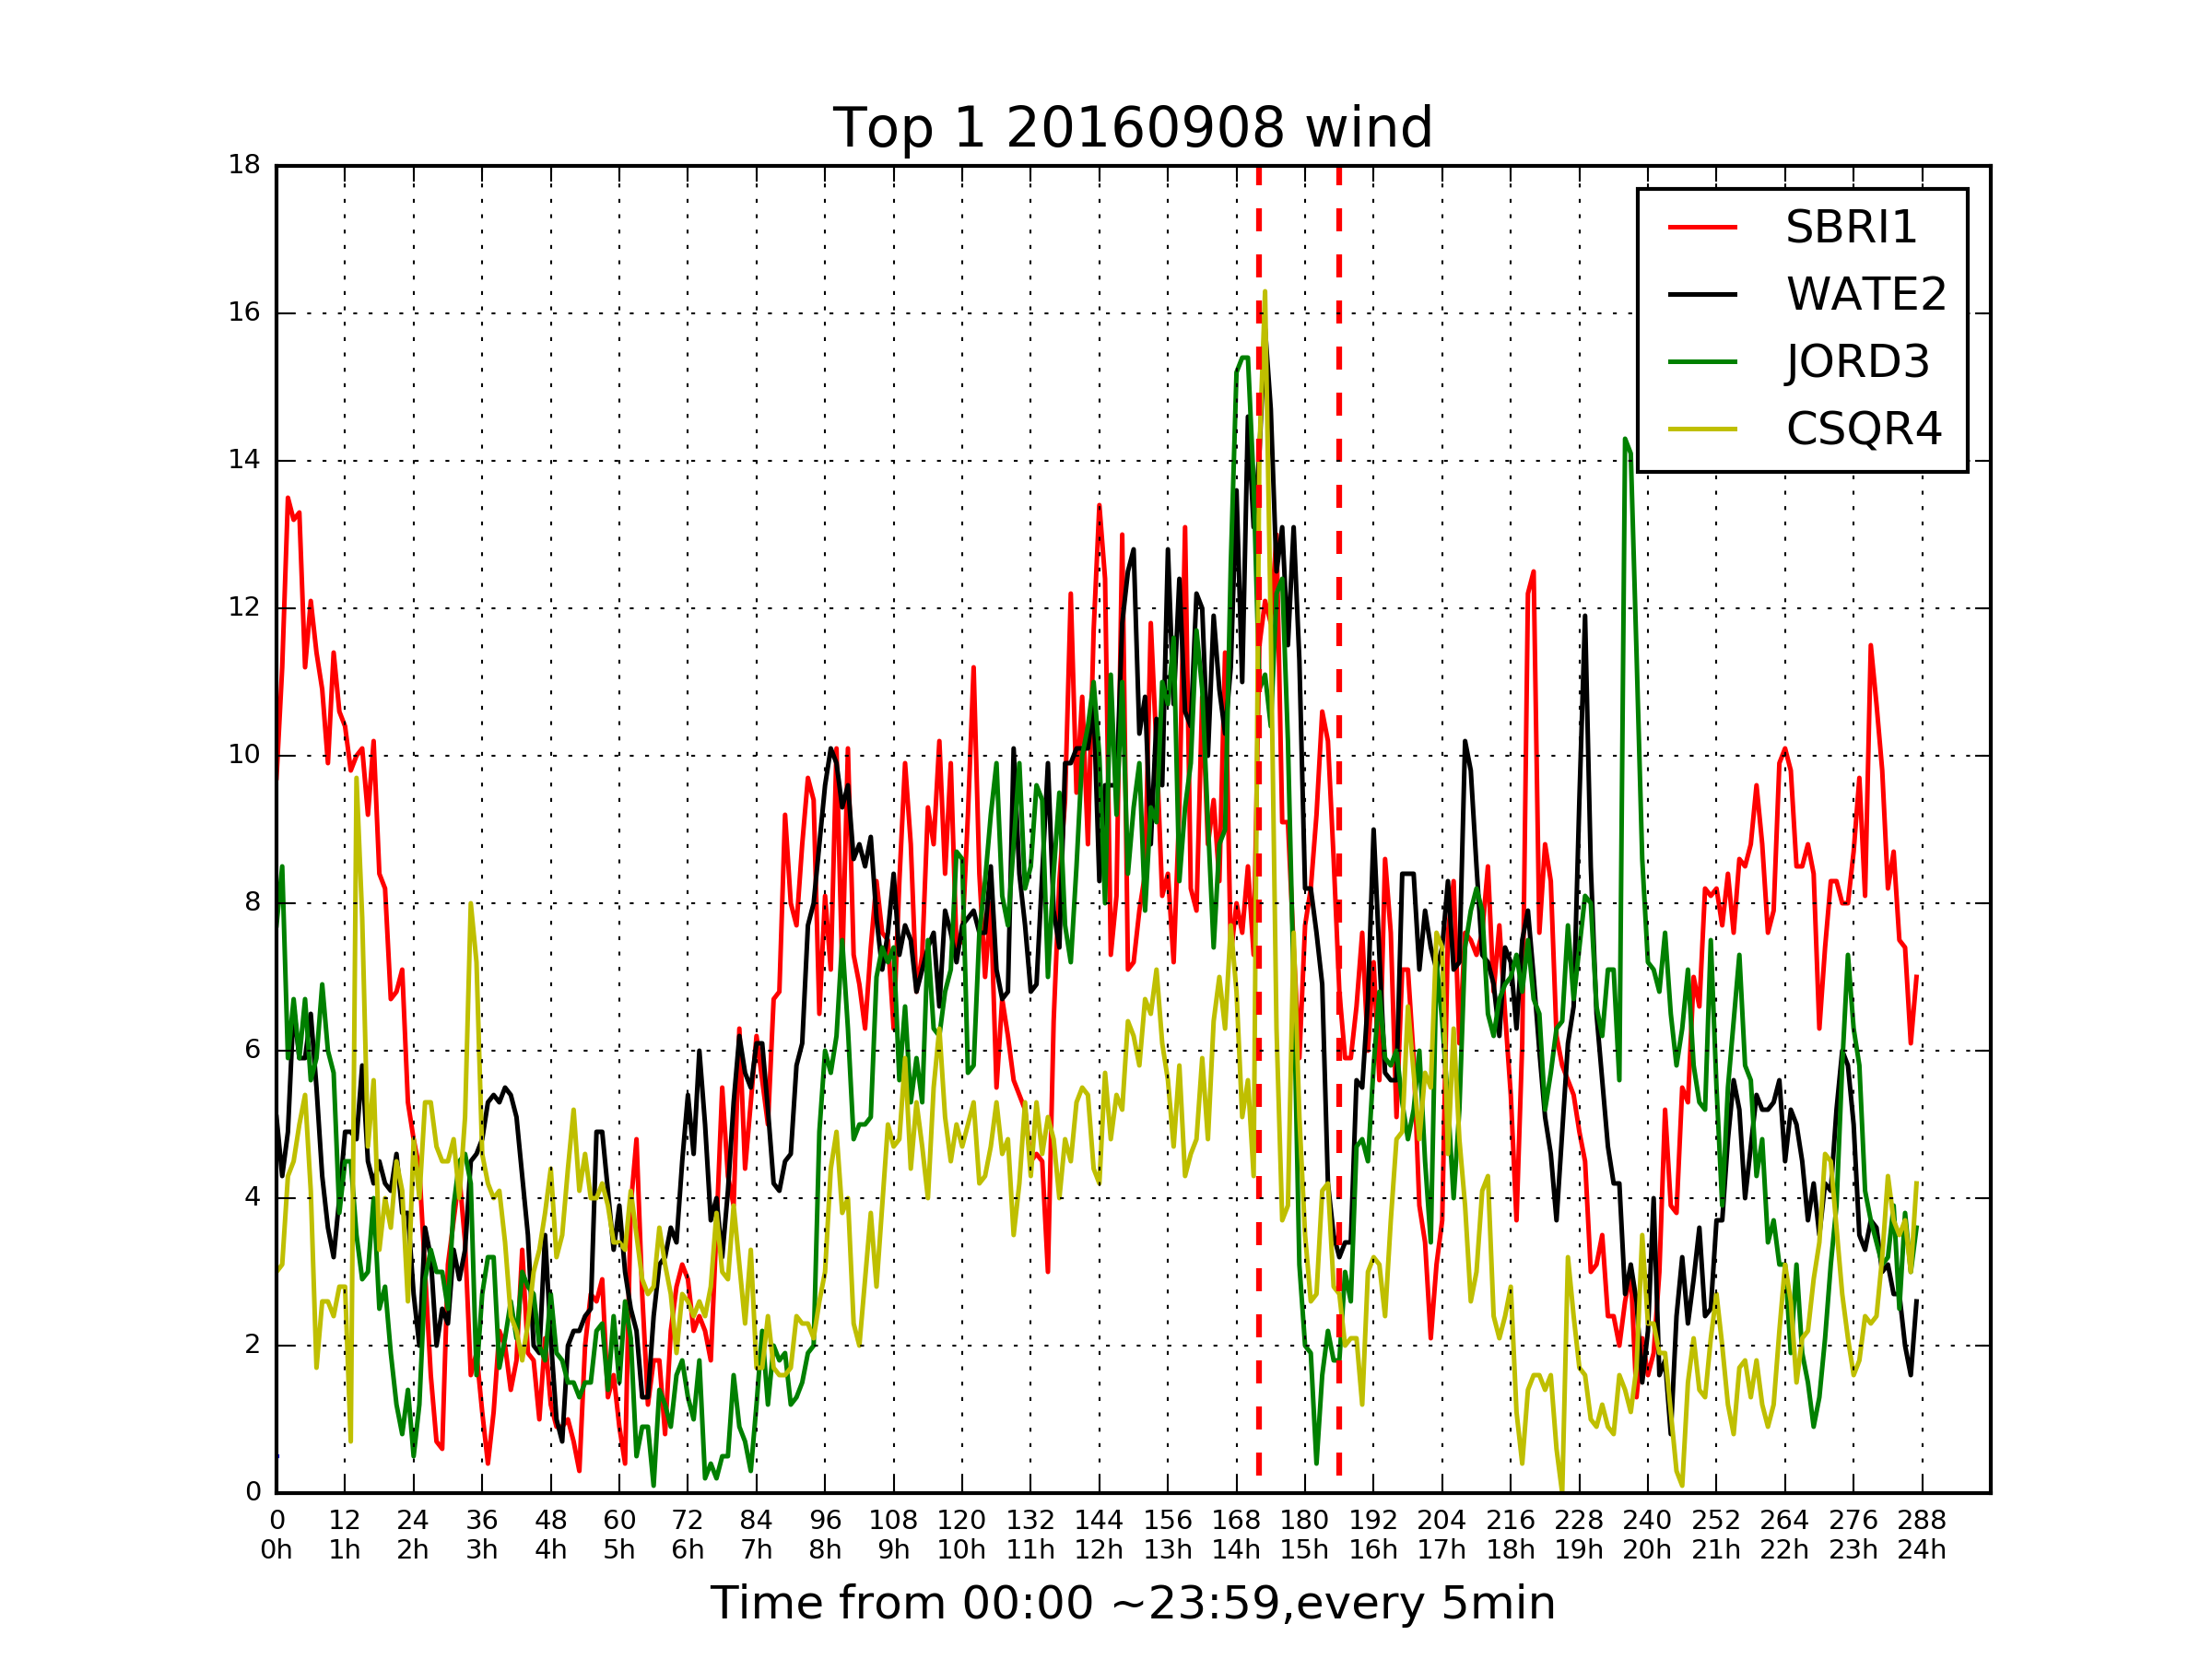 Top 1 20160908 wind
18
16
14
12
10
8
6
4
2
0
SBRI1
WATE2
JORD3
CSQR4
0 12 24 36 48 60 72 84 96 108 120 132 144 156 168 180 192 204 216 228 240 252 264 276 288
0h 1h 2h 3h 4h 5h 6h 7h 8h 9h 10h 11h 12h 13h 14h 15h 16h 17h 18h 19h 20h 21h 22h 23h 24h
Time from 00:00 ~23:59,every 5min